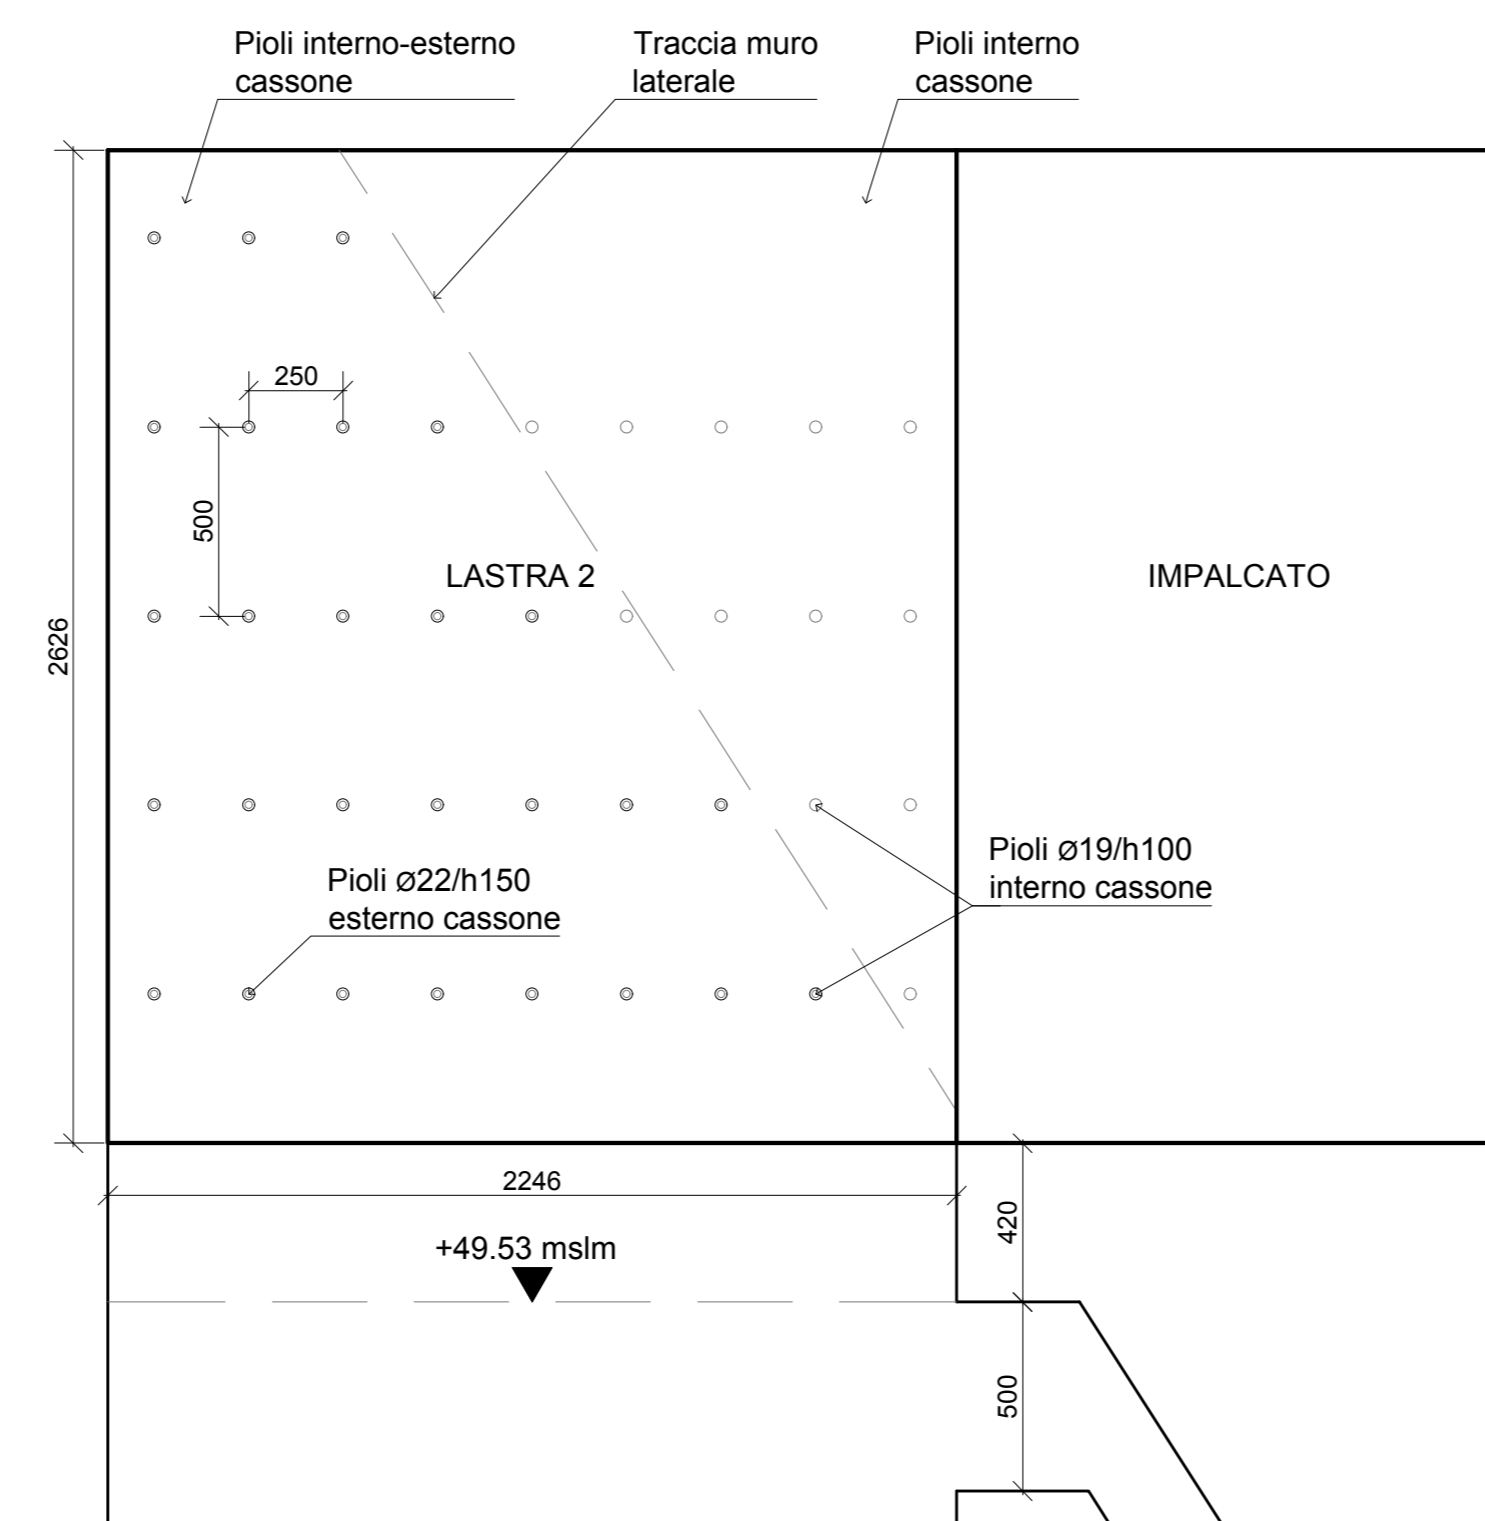 Pioli interno-esterno
cassone
Traccia muro
laterale
Pioli interno
cassone
250
500
2626
LASTRA 2
IMPALCATO
Pioli Ø22/h150
esterno cassone
Pioli Ø19/h100
interno cassone
2246
420
+49.53 mslm
500